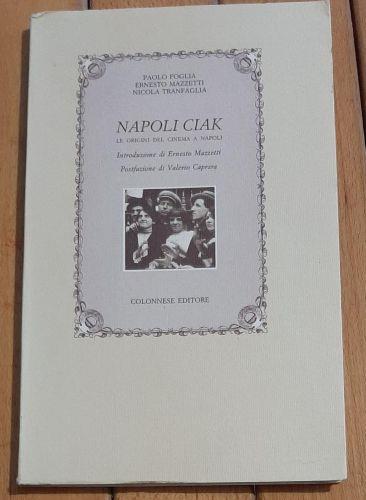 PAOLO FOGLIA
ERNESTO MAZZETTI
NICOLA TRANFAGLIA
NAPOLI CIAK
LE ORIGINI DEL CINEMA A NAPOLI
Introduzione di Ernesto Mazzetti
Postfazione di Valerio Caprara
COLONNESE EDITORE